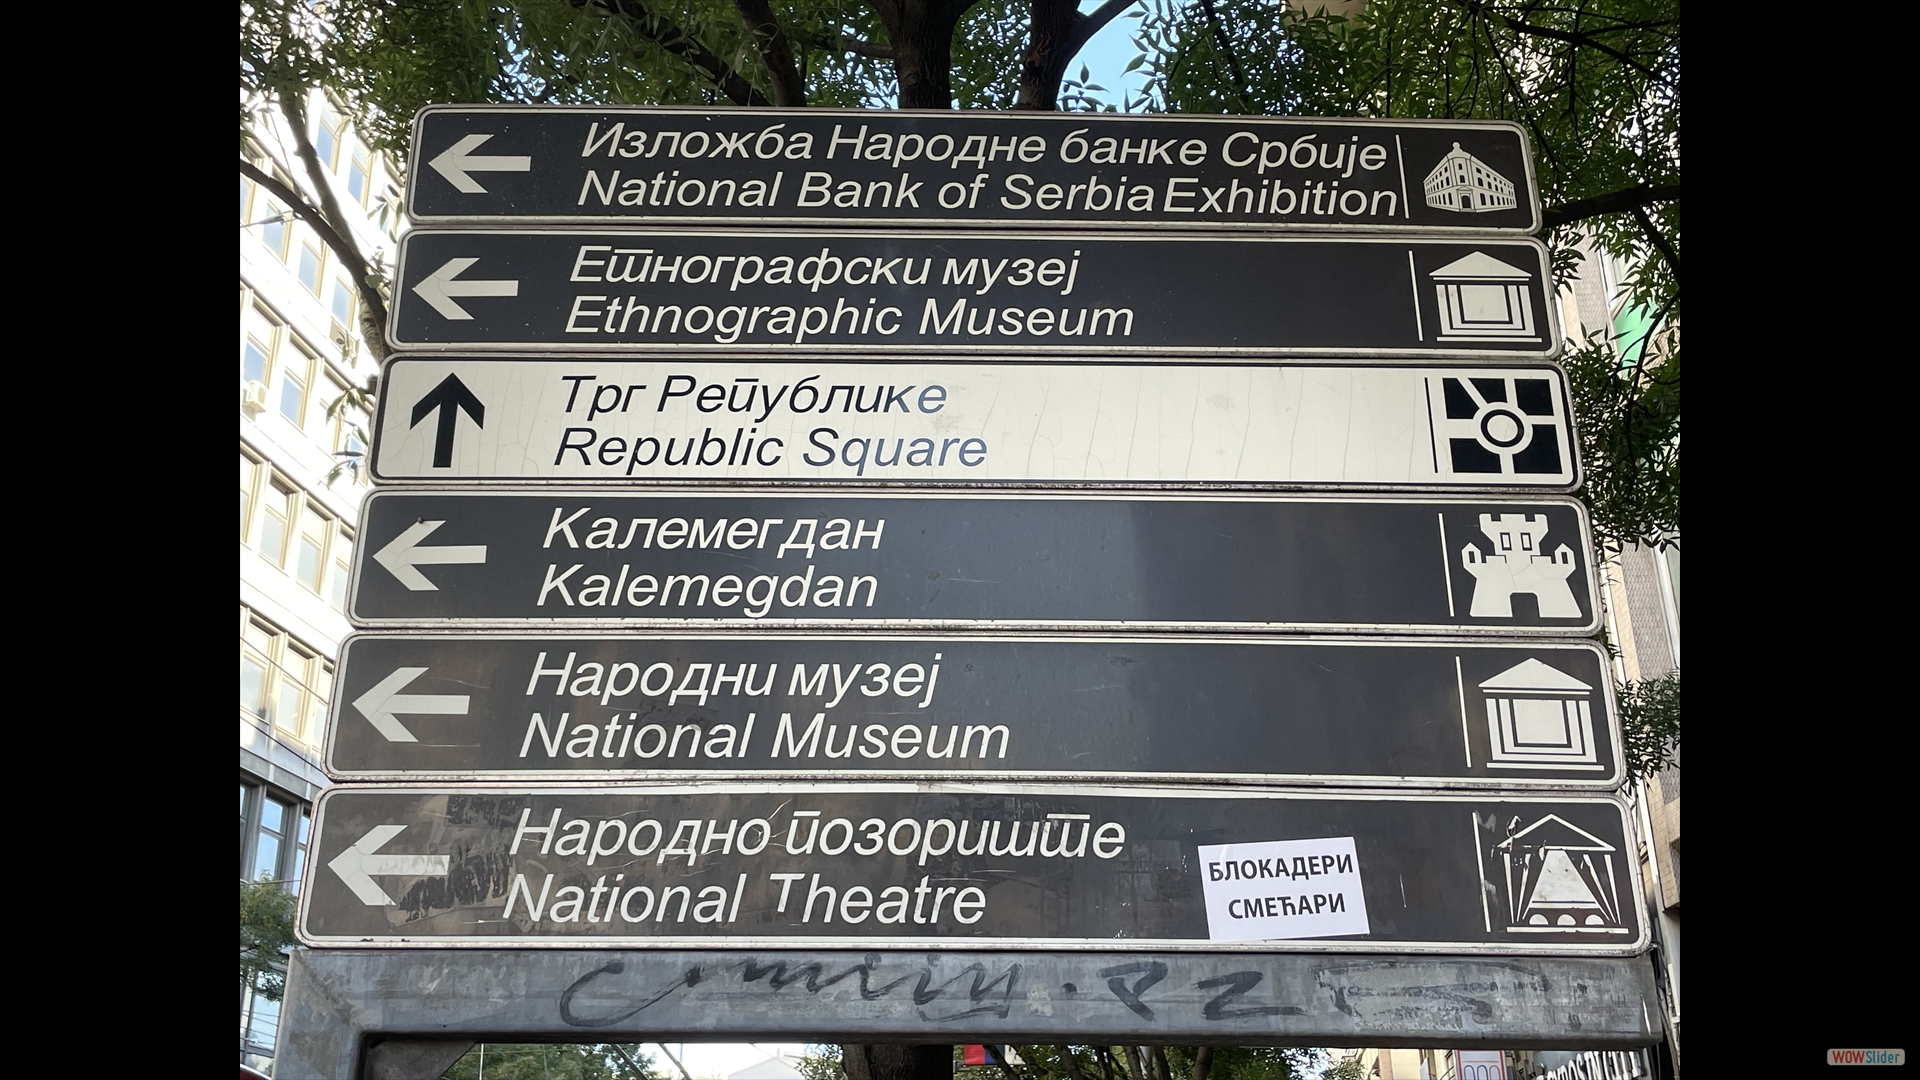 Изложба Народне банке Србије
National Bank of Serbia Exhibition
Етнографски музеј
Ethnographic Museum
Трг Републике
Republic Square
Калемегдан
Kalemegdan
Народни музеј
National Museum
Народно позориште
National Theatre
БЛОКАДЕРИ
СМЕЋАРИ
WOWSlider